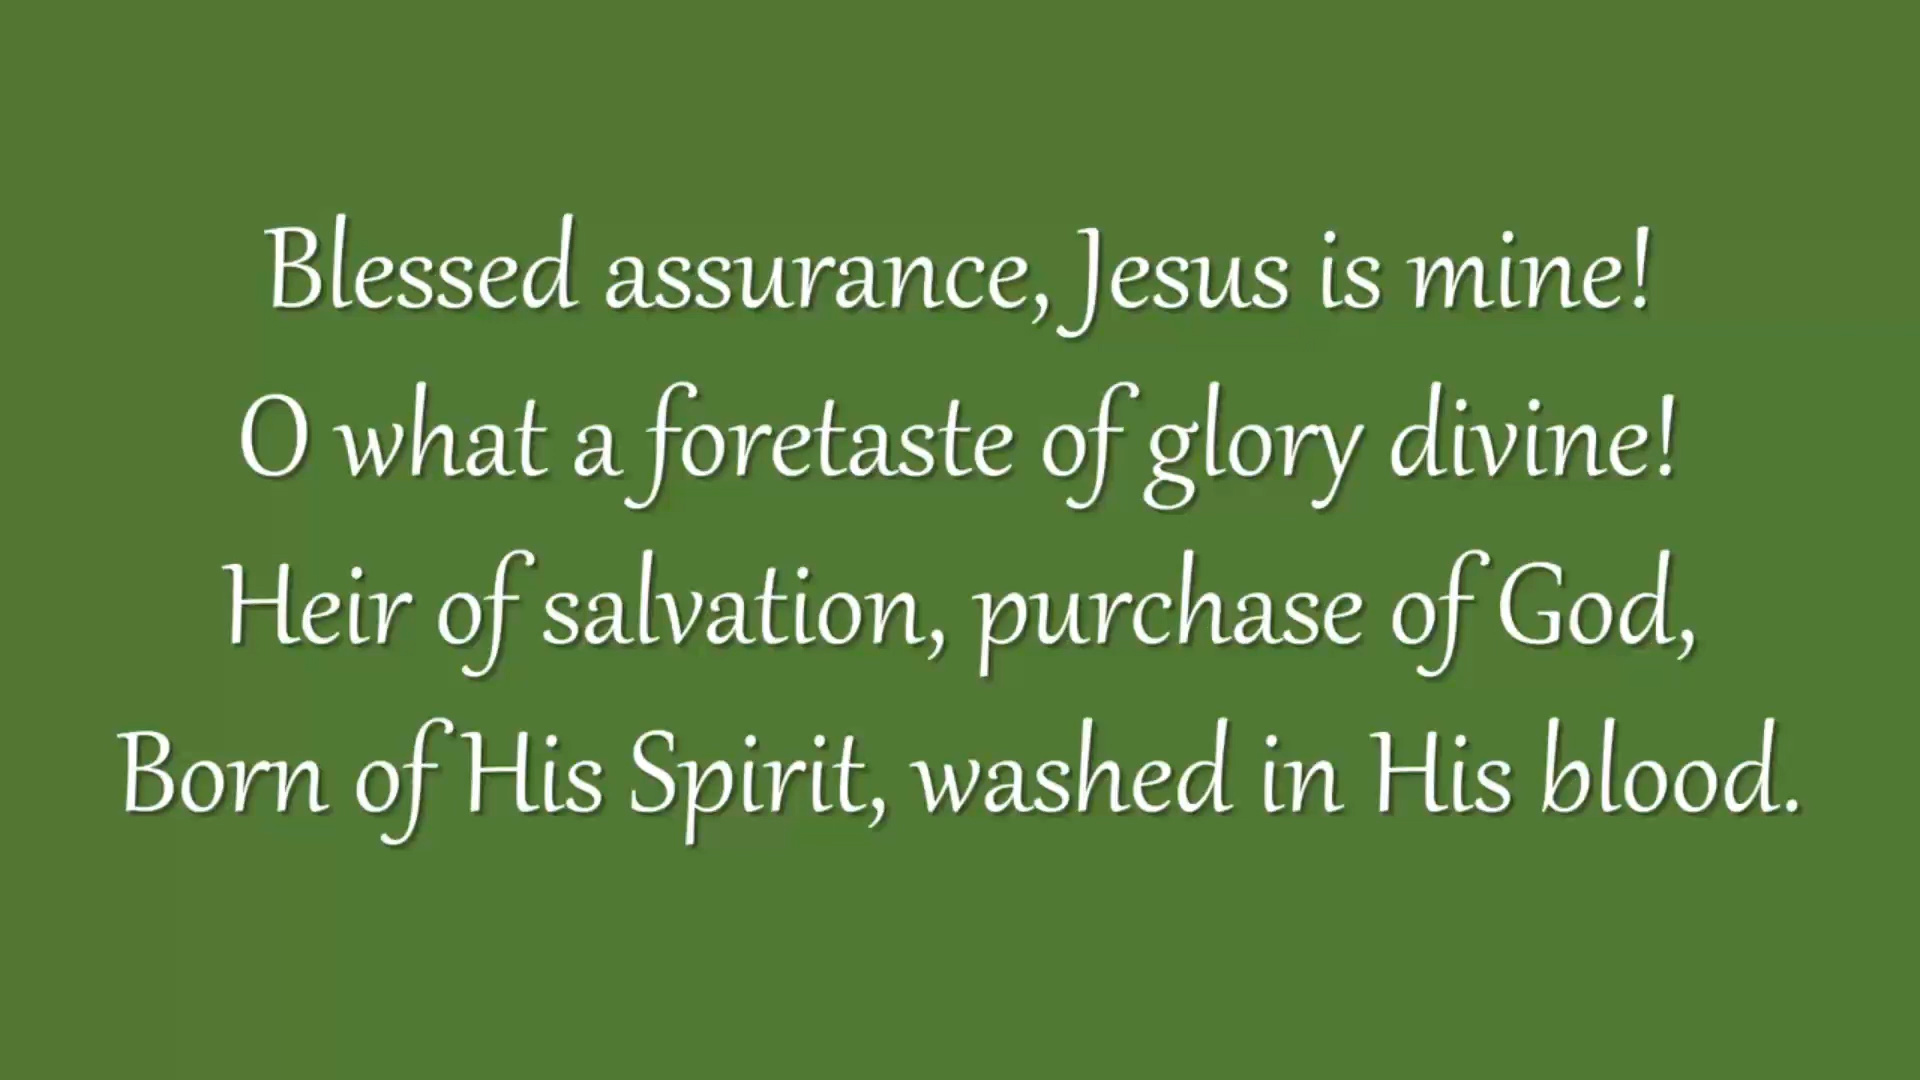 Blessed assurance, Jesus is mine!
O what a foretaste of glory divine!
Heir of salvation, purchase of God,
Born of His Spirit, washed in His blood.